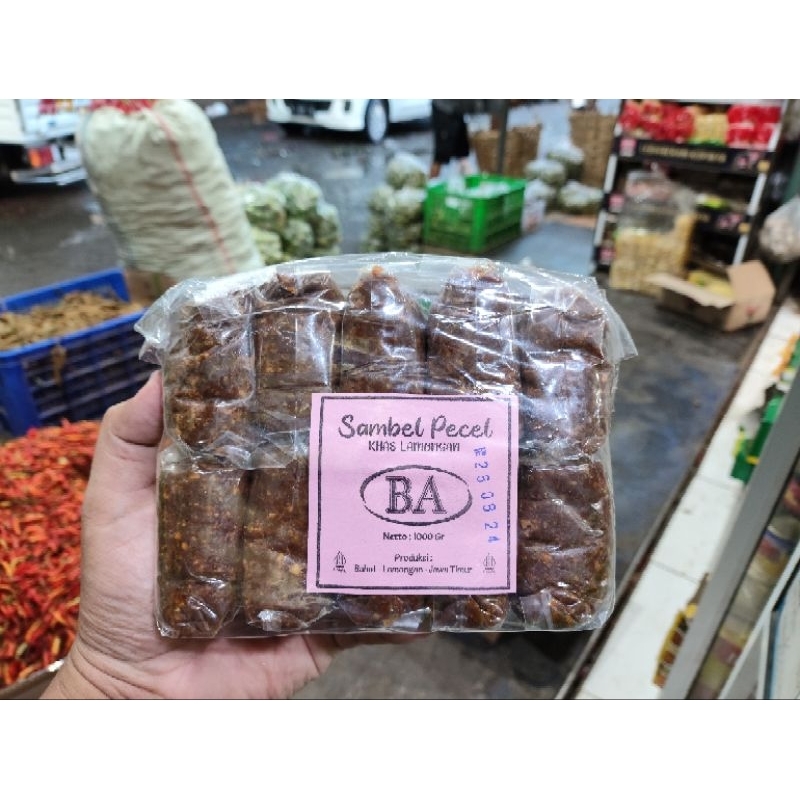 Sambel Pecel
KHAS LAMONGAN
BA
Netto : 1000 Gr
Produksi :
Babat - Lamongan - Jawa Timur
26 08 24